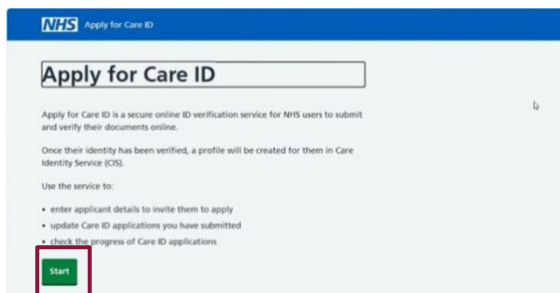 NHS Apply for Care ID
Apply for Care ID
Apply for Care ID is a secure online ID verification service for NHS users to submit
and verify their documents online.
Once their identity has been verified, a profile will be created for them in Care
Identity Service (CIS).
Use the service to:
• enter applicant details to invite them to apply
• update Care ID applications you have submitted
• check the progress of Care ID applications
Start